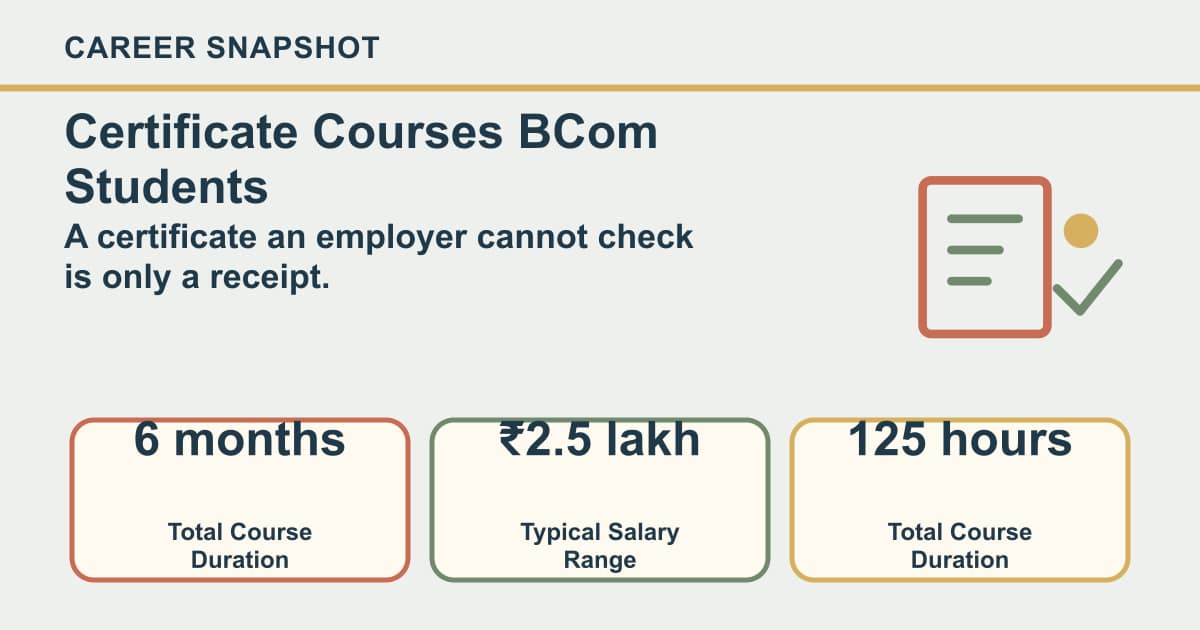 CAREER SNAPSHOT
Certificate Courses BCom
Students
A certificate an employer cannot check
is only a receipt.
6 months
Total Course
Duration
₹2.5 lakh
Typical Salary
Range
125 hours
Total Course
Duration